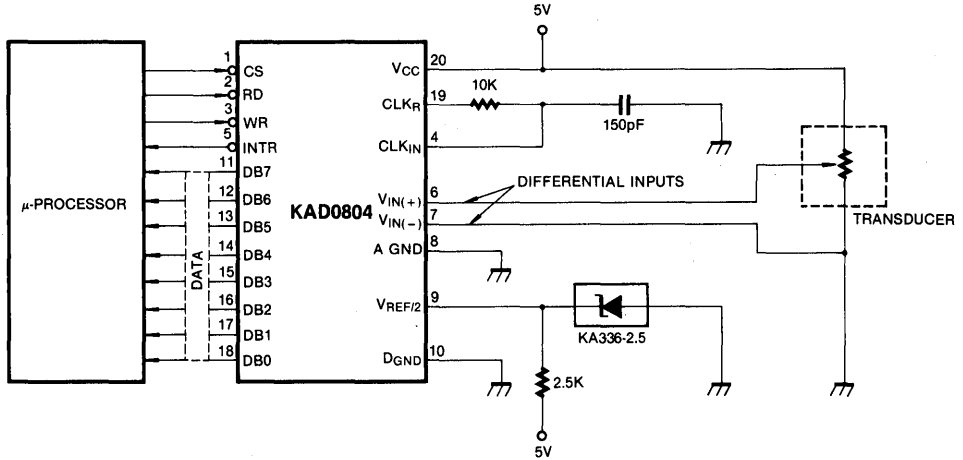 5V
μ-PROCESSOR
1
CS
2
RD
3
WR
5
INTR
11
DB7
12
DB6
13
DB5
14
DB4
15
DB3
16
DB2
17
DB1
18
DB0
DATA
KAD0804
VCC
20
CLKR
19
10K
150pF
CLKIN
4
DIFFERENTIAL INPUTS
VIN(+)
6
VIN(−)
7
A GND
8
VREF/2
9
DGND
10
TRANSDUCER
KA336-2.5
2.5K
5V